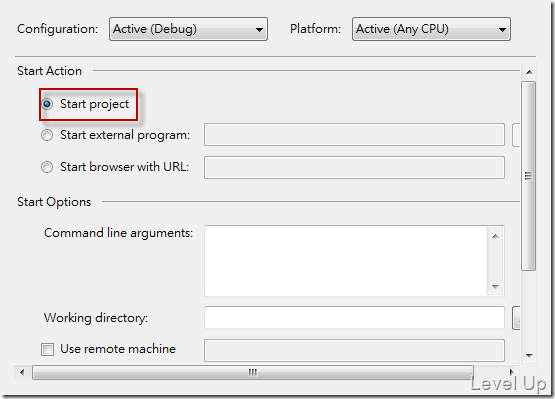 Configuration: Active (Debug) Platform: Active (Any CPU)
Start Action
Start project
Start external program:
Start browser with URL:
Start Options
Command line arguments:
Working directory:
Use remote machine
Level Up